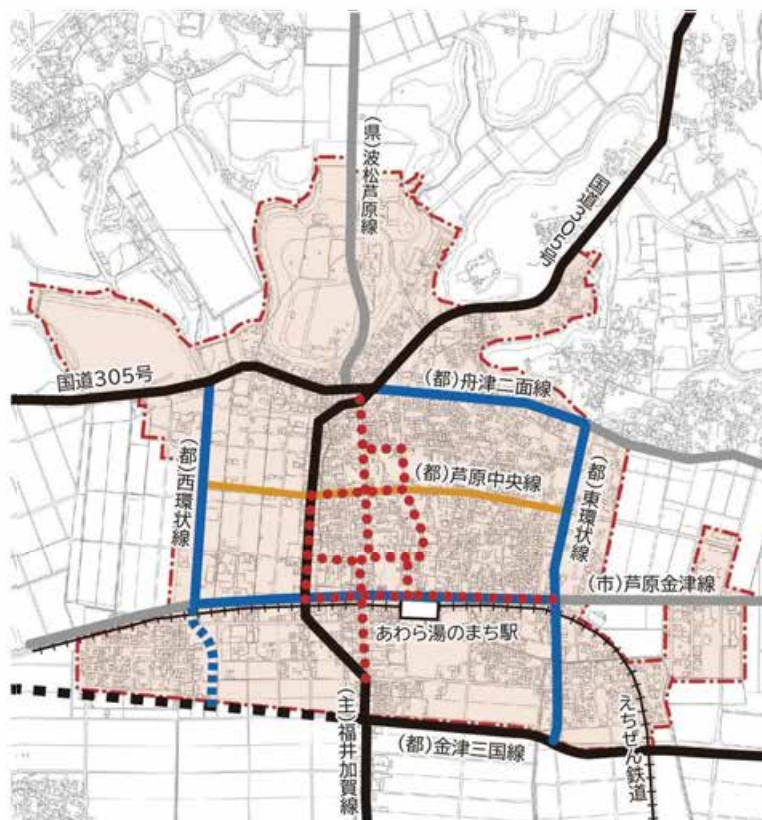 (県)波松芦原線
国道305号
国道305号
(都)舟津二面線
(都)西環状線
(都)芦原中央線
(都)東環状線
(市)芦原金津線
あわら湯のまち駅
(主)福井加賀線
(都)金津三国線
えちぜん鉄道